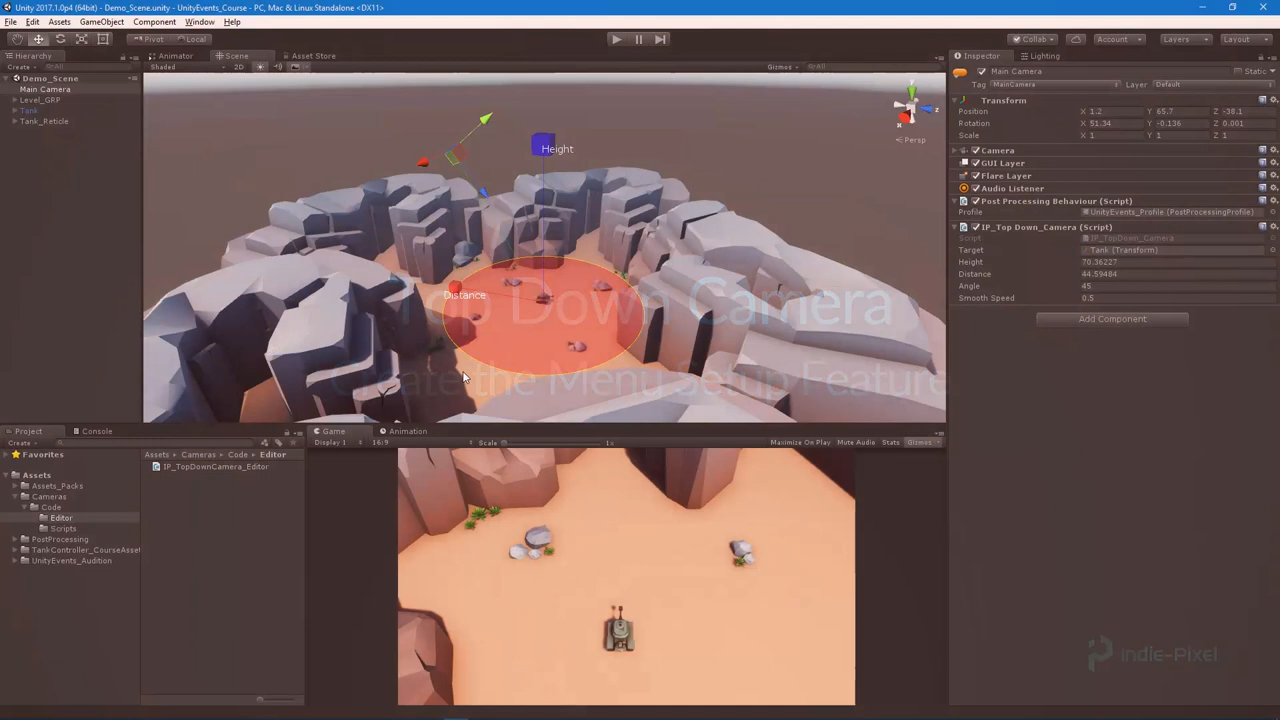 Unity 2017.1.0p4 (64bit) - Demo_Scene.unity - UnityEvents_Course - PC, Mac & Linux Standalone <DX11>
File Edit Assets GameObject Component Window Help
Pivot Local Collab Account Layers Layout
Hierarchy Animator Scene Asset Store Inspector Lighting
Create All Shaded 2D Gizmos All
Demo_Scene
Main Camera
Level_GRP
Tank
Tank_Reticle
Height
Distance
y
z
x
Persp
Top Down Camera
Create the Menu Setup Feature
Main Camera Static
Tag MainCamera Layer Default
Transform
Position X 1.2 Y 65.7 Z -38.1
Rotation X 51.34 Y -0.136 Z 0.001
Scale X 1 Y 1 Z 1
Camera
GUI Layer
Flare Layer
Audio Listener
Post Processing Behaviour (Script)
Profile UnityEvents_Profile (PostProcessingProfile)
IP_Top Down_Camera (Script)
Script IP_TopDown_Camera
Target Tank (Transform)
Height 70.36227
Distance 44.59484
Angle 45
Smooth Speed 0.5
Add Component
Project Console
Create
Favorites
Assets
Assets_Packs
Cameras
Code
Editor
Scripts
PostProcessing
TankController_CourseAsset
UnityEvents_Audition
Assets Cameras Code Editor
IP_TopDownCamera_Editor
Game Animation
Display 1 16:9 Scale 1x Maximize On Play Mute Audio Stats Gizmos
Indie-Pixel